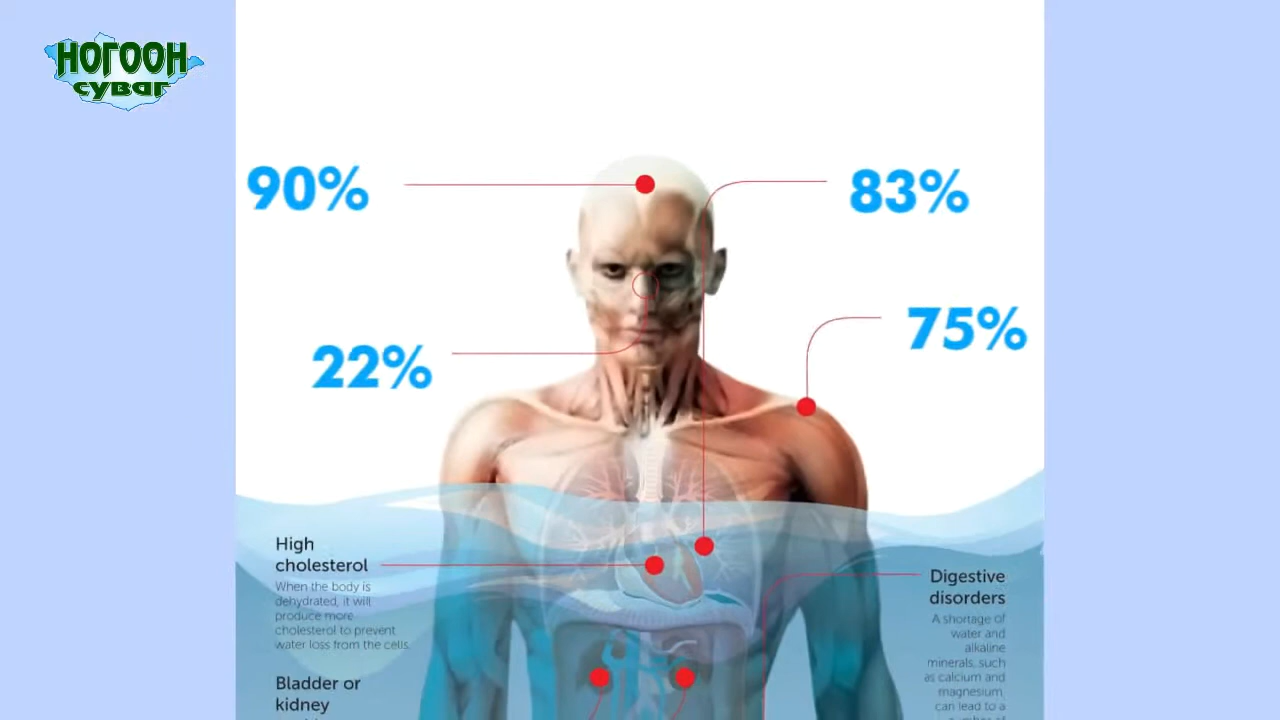 НОГООН
суваг
90%
83%
75%
22%
High
cholesterol
When the body is
dehydrated, it will
produce more
cholesterol to prevent
water loss from the cells.
Bladder or
kidney
Digestive
disorders
A shortage of
water and
alkaline
minerals, such
as calcium and
magnesium,
can lead to a